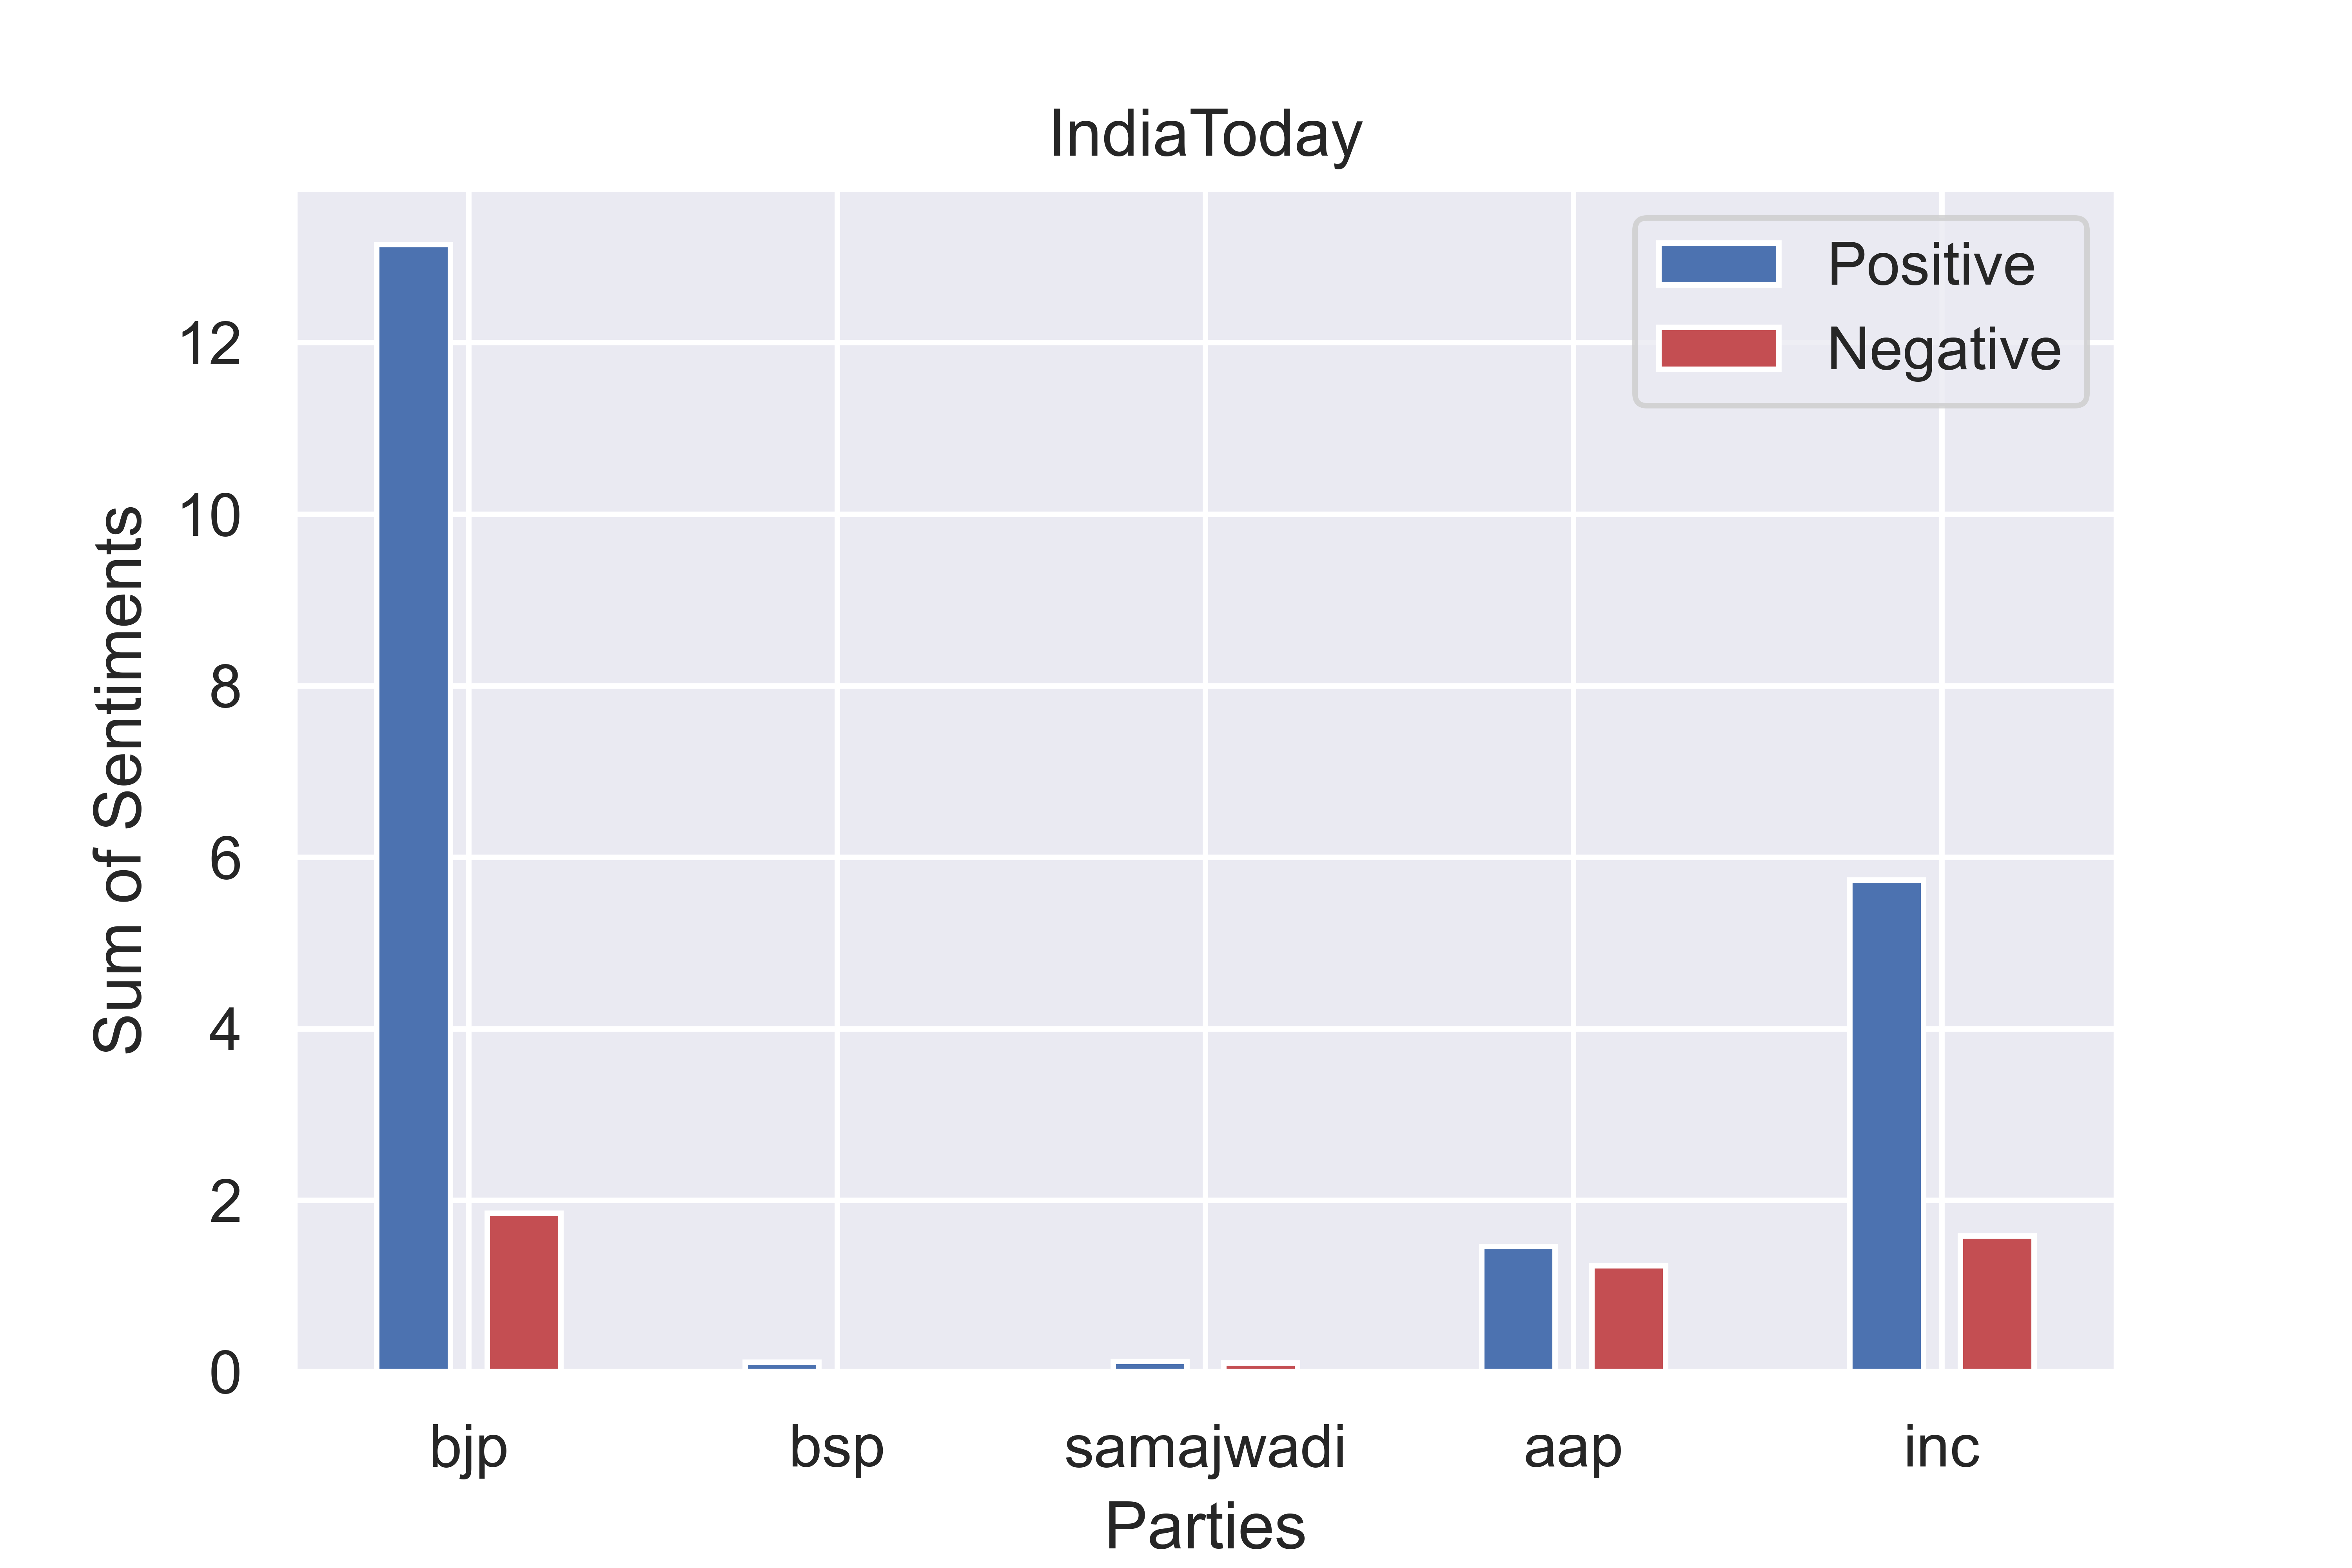 IndiaToday
Positive
Negative
12
10
8
6
4
2
0
Sum of Sentiments
bjp
bsp
samajwadi
aap
inc
Parties